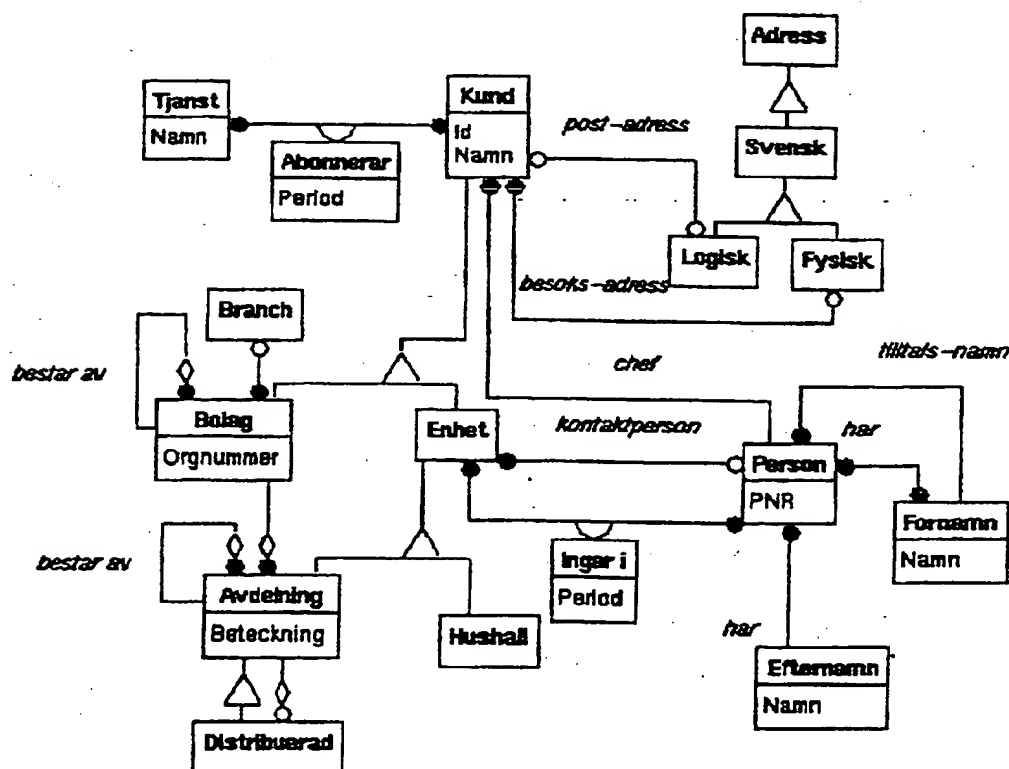 Adress
Tjanst
Namn
Kund
Id
Namn
post-adress
Svensk
Abonnerar
Period
Logisk
Fysisk
besoks-adress
Branch
bestar av
chef
tilltals-namn
Bolag
Orgnummer
Enhet
kontaktperson
har
Person
PNR
Fornamn
Namn
bestar av
Ingar i
Period
Avdelning
Beteckning
Hushall
har
Efternamn
Namn
Distribuerad